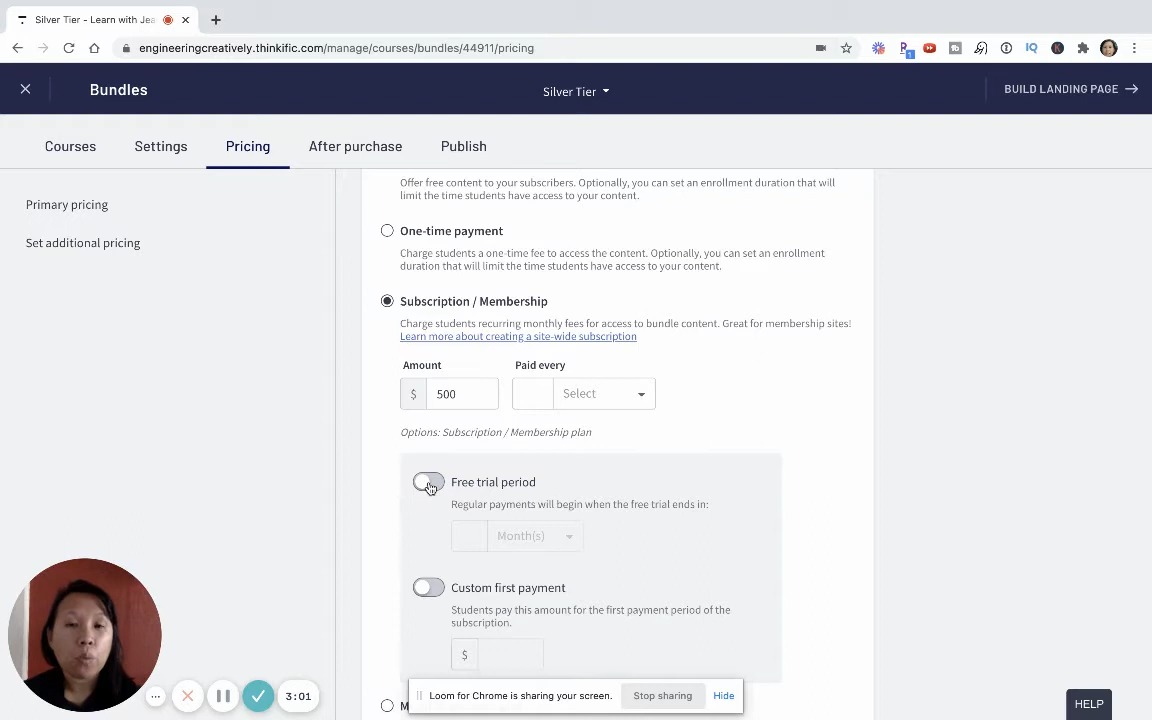 Silver Tier - Learn with Jea
engineeringcreatively.thinkific.com/manage/courses/bundles/44911/pricing
Bundles
Silver Tier
BUILD LANDING PAGE
Courses
Settings
Pricing
After purchase
Publish
Primary pricing
Set additional pricing
Offer free content to your subscribers. Optionally, you can set an enrollment duration that will
limit the time students have access to your content.
One-time payment
Charge students a one-time fee to access the content. Optionally, you can set an enrollment
duration that will limit the time students have access to your content.
Subscription / Membership
Charge students recurring monthly fees for access to bundle content. Great for membership sites!
Learn more about creating a site-wide subscription
Amount
Paid every
$ 500
Select
Options: Subscription / Membership plan
Free trial period
Regular payments will begin when the free trial ends in:
Month(s)
Custom first payment
Students pay this amount for the first payment period of the
subscription.
$
3:01
Loom for Chrome is sharing your screen.
Stop sharing
Hide
HELP